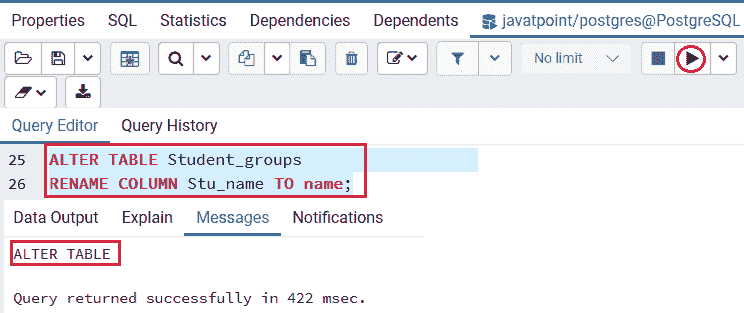 Properties SQL Statistics Dependencies Dependents javatpoint/postgres@PostgreSQL
No limit
Query Editor Query History
25 ALTER TABLE Student_groups
26 RENAME COLUMN Stu_name TO name;
Data Output Explain Messages Notifications
ALTER TABLE
Query returned successfully in 422 msec.